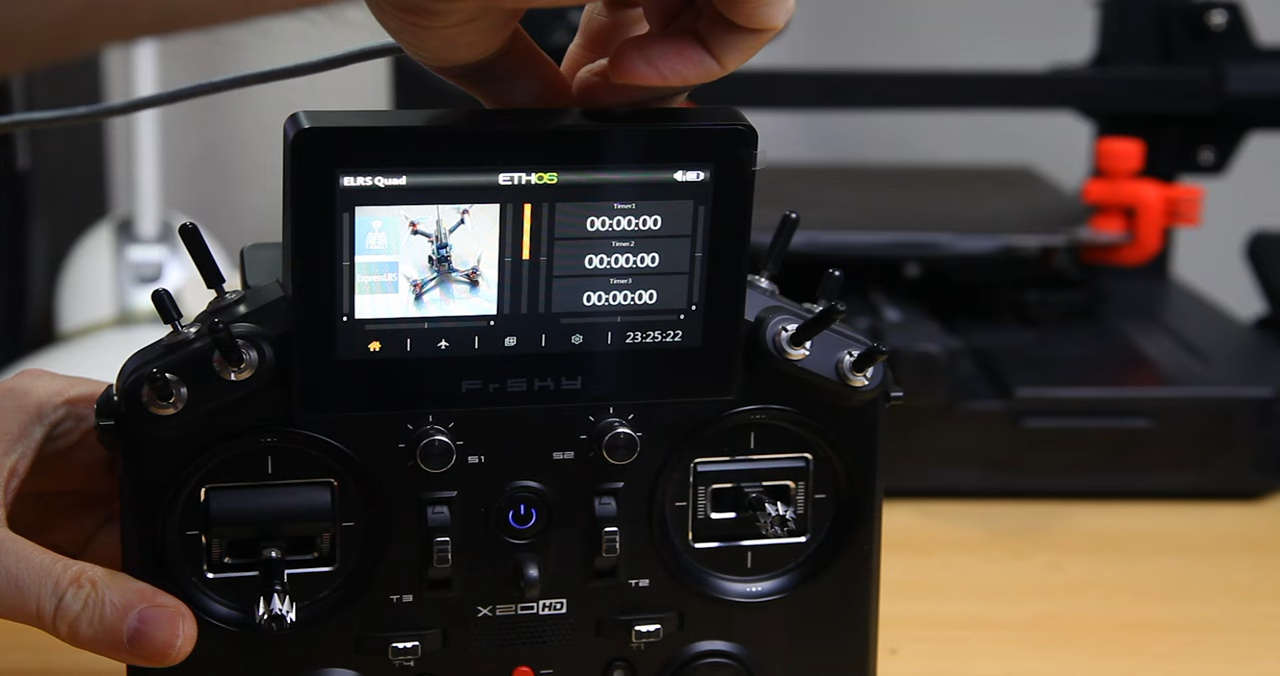 ELRS Quad
ETHOS
Timer1
00:00:00
ExpressLRS
Timer2
00:00:00
Timer3
00:00:00
23:25:22
FrSKY
S1
S2
T3
T2
X20HD
T4
T1